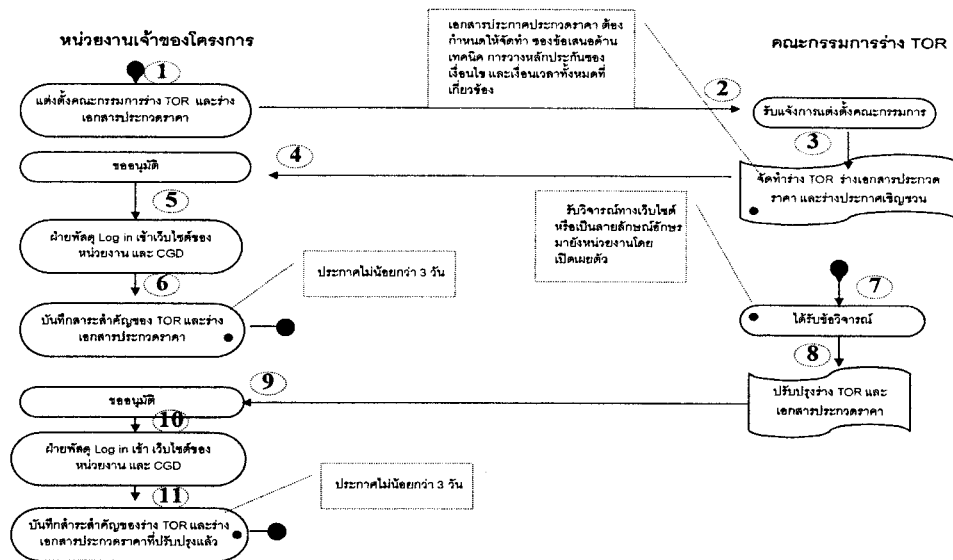 หน่วยงานเจ้าของโครงการ
เอกสารประกาศประกวดราคา ต้อง
กำหนดให้จัดทำ ซองข้อเสนอด้าน
เทคนิค การวางหลักประกันซอง
เงื่อนไข และเงื่อนเวลาทั้งหมดที่
เกี่ยวข้อง
คณะกรรมการร่าง TOR
1
แต่งตั้งคณะกรรมการร่าง TOR และร่าง
เอกสารประกวดราคา
2
รับแจ้งการแต่งตั้งคณะกรรมการ
3
จัดทำร่าง TOR ร่างเอกสารประกวด
ราคา และร่างประกาศเชิญชวน
4
ขออนุมัติ
5
ฝ่ายพัสดุ Log in เข้าเว็บไซต์ของ
หน่วยงาน และ CGD
6
ประกาศไม่น้อยกว่า 3 วัน
บันทึกสาระสำคัญของ TOR และร่าง
เอกสารประกวดราคา
รับวิจารณ์ทางเว็บไซต์
หรือเป็นลายลักษณ์อักษร
มายังหน่วยงานโดย
เปิดเผยตัว
7
ได้รับข้อวิจารณ์
8
ปรับปรุงร่าง TOR และ
เอกสารประกวดราคา
9
ขออนุมัติ
10
ฝ่ายพัสดุ Log in เข้า เว็บไซต์ของ
หน่วยงาน และ CGD
11
ประกาศไม่น้อยกว่า 3 วัน
บันทึกสำระสำคัญของร่าง TOR และร่าง
เอกสารประกวดราคาที่ปรับปรุงแล้ว